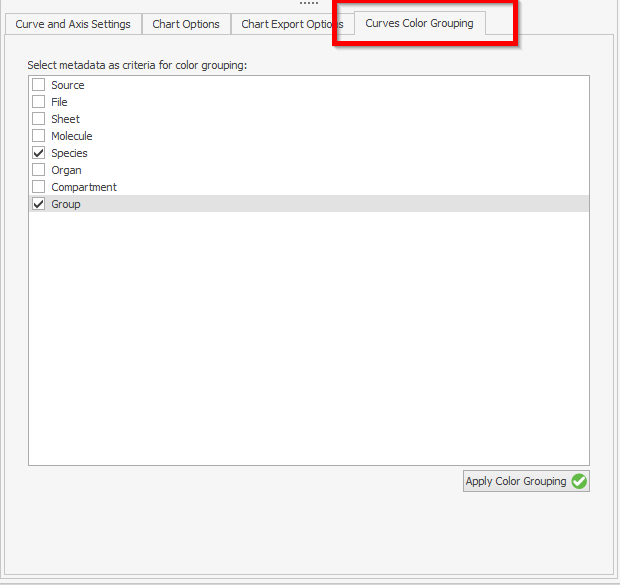 Curve and Axis Settings Chart Options Chart Export Options Curves Color Grouping
Select metadata as criteria for color grouping:
Source
File
Sheet
Molecule
Species
Organ
Compartment
Group
Apply Color Grouping